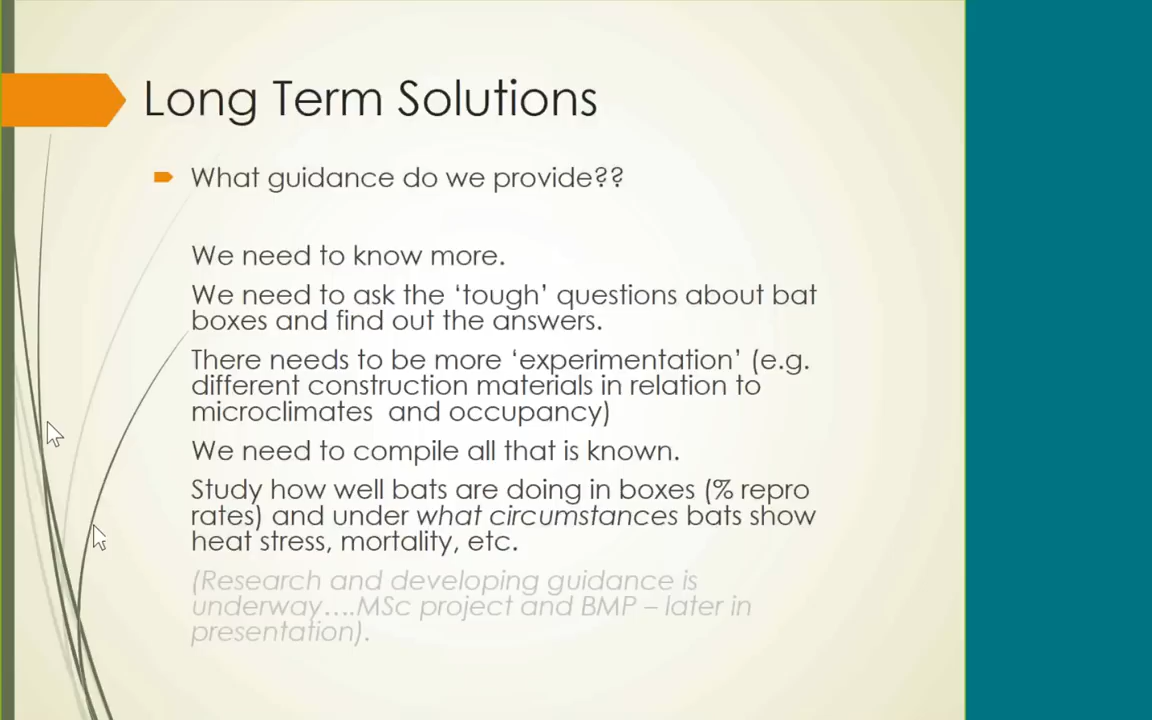 Long Term Solutions
What guidance do we provide??
We need to know more.
We need to ask the ‘tough’ questions about bat
boxes and find out the answers.
There needs to be more ‘experimentation’ (e.g.
different construction materials in relation to
microclimates  and occupancy)
We need to compile all that is known.
Study how well bats are doing in boxes (% repro
rates) and under what circumstances bats show
heat stress, mortality, etc.
(Research and developing guidance is
underway….MSc project and BMP – later in
presentation).